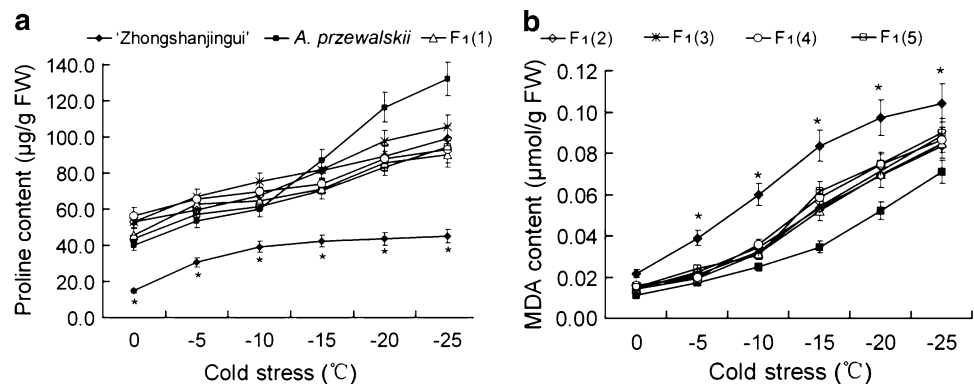 a
'Zhongshanjingui' A. przewalskii F1(1)
Proline content (µg/g FW)
140.0
120.0
100.0
80.0
60.0
40.0
20.0
0.0
* * * * * *
0 -5 -10 -15 -20 -25
Cold stress (℃)
b
F1(2) F1(3) F1(4) F1(5)
MDA content (µmol/g FW)
0.12
0.10
0.08
0.06
0.04
0.02
0.00
* * * * *
0 -5 -10 -15 -20 -25
Cold stress (℃)